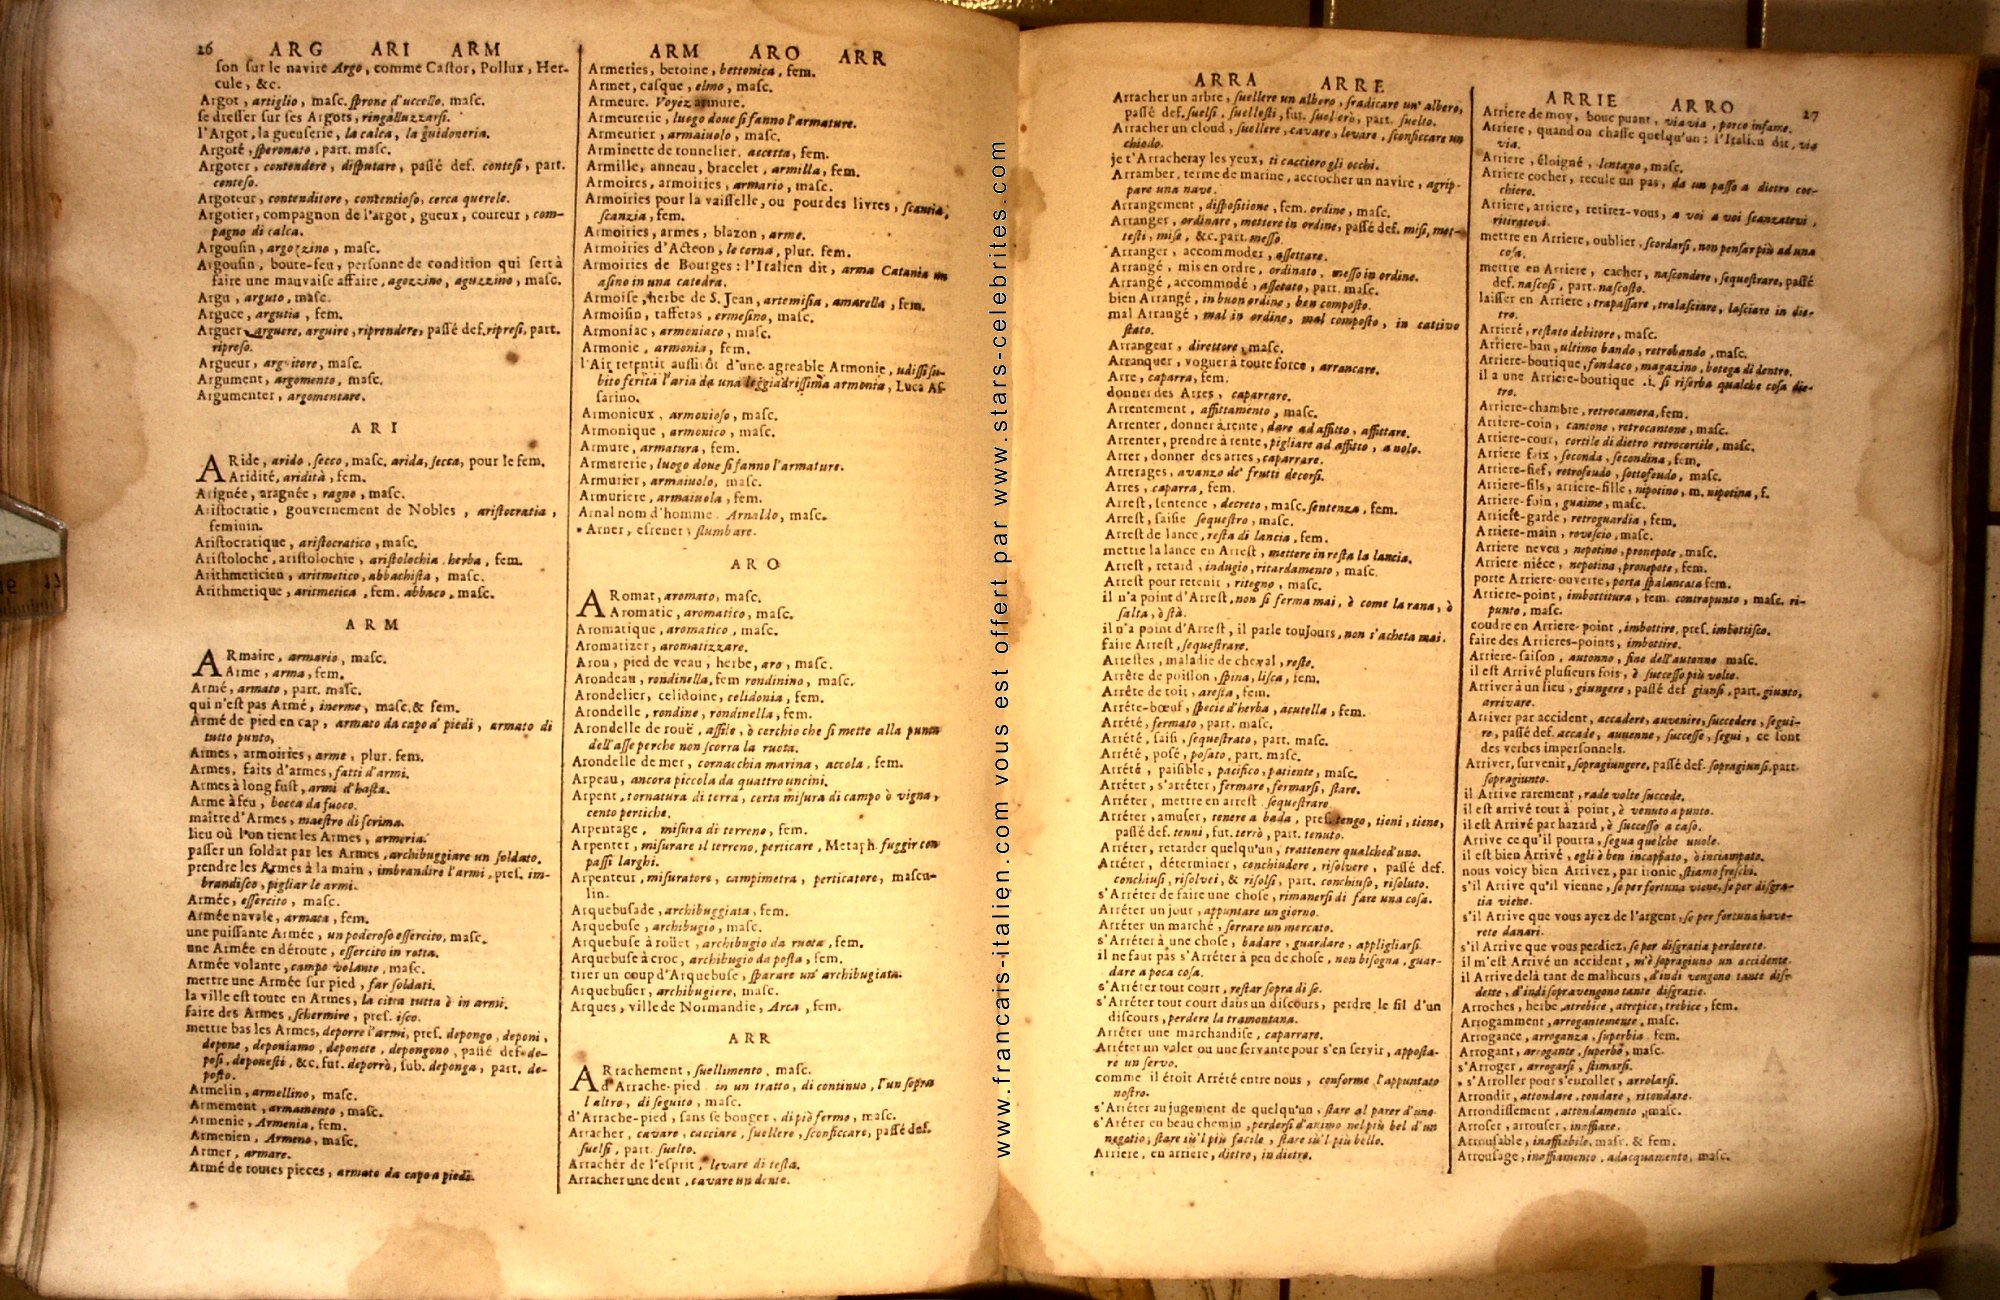 26 ARG ARI ARM
son sur le navire Argo, comme Castor, Pollux, Her-
cule, &c.
Argot, artiglio, masc. sprone d'uccello, masc.
se dresser sur ses Argots, ringalluzzarsi.
l'Argot, la gueuserie, la calca, la guidoneria.
Argoté, speronato, part. masc.
Argoter, contendere, disputare, passé def. contesi, part.
conteso.
Argoteur, contenditore, contentioso, cerca querele.
Argotier, compagnon de l'argot, gueux, coureur, com-
pagno di calca.
Argousin, argozzino, masc.
Argousin, boute-feu, personne de condition qui sert à
faire une mauvaise affaire, agozzino, aguzzino, masc.
Argu, arguto, masc.
Arguce, argutia, fem.
Arguer, arguere, arguire, riprendere, passé def. ripresi, part.
ripreso.
Argueur, arguitore, masc.
Argument, argomento, masc.
Argumenter, argomentare.
ARI
ARide, arido, secco, masc. arida, secca, pour le fem.
Aridité, aridità, fem.
Arignée, aragnée, ragno, masc.
Aristocratie, gouvernement de Nobles, aristocratia,
feminin.
Aristocratique, aristocratico, masc.
Aristoloche, aristolochie, aristolochia, herba, fem.
Arithmeticien, aritmetico, abbachista, masc.
Arithmetique, aritmetica, fem. abbaco, masc.
ARM
ARmaire, armario, masc.
Arme, arma, fem.
Armé, armato, part. masc.
qui n'est pas Armé, inerme, masc. & fem.
Armé de pied en cap, armato da capo a' piedi, armato di
tutto punto,
Armes, armoiries, arme, plur. fem.
Armes, faits d'armes, fatti d'armi.
Armes à long fust, armi d'hasta.
Arme à feu, bocca da fuoco.
maître d'Armes, maestro di scrima.
lieu où l'on tient les Armes, armeria.
passer un soldat par les Armes, archibuggiare un soldato.
prendre les Armes à la main, imbrandire l'armi, pres. im-
brandisco, pigliar le armi.
Armée, essercito, masc.
Armée navale, armata, fem.
une puissante Armée, un poderoso essercito, masc.
une Armée en déroute, essercito in rotta.
Armée volante, campo volante, masc.
mettre une Armée sur pied, far soldati.
la ville est toute en Armes, la citta tutta è in armi.
faire des Armes, schermire, pres. isco.
mettre bas les Armes, deporre l'armi, pres. depongo, deponi,
depone, deponiamo, deponete, depongono, passé def. de-
posi, deponesti, &c. fut. deporrò, sub. deponga, part. de-
posto.
Armelin, armellino, masc.
Armement, armamento, masc.
Armenie, Armenia, fem.
Armenien, Armeno, masc.
Armer, armare.
Armé de toutes pieces, armato da capo a piedi.
ARM ARO ARR
Armeries, betoine, bettonica, fem.
Armet, casque, elmo, masc.
Armeure. Voyez armure.
Armeurerie, luogo doue si fanno l'armature.
Armeurier, armaiuolo, masc.
Arminette de tonnelier, accetta, fem.
Armille, anneau, bracelet, armilla, fem.
Armoires, armoiries, armario, masc.
Armoiries pour la vaisselle, ou pour des livres, scancia,
scanzia, fem.
Armoiries, armes, blazon, arme.
Armoiries d'Acteon, le corna, plur. fem.
Armoiries de Bourges : l'Italien dit, arma Catania un
asino in una catedra.
Armoise, herbe de S. Jean, artemisia, amarella, fem.
Armoisin, taffetas, ermesino, masc.
Armoniac, armoniaco, masc.
Armonie, armonia, fem.
l'Air retentit aussitôt d'une agreable Armonie, udissi su-
bito ferita l'aria da una leggiadrissima armonia, Luca As-
sarino.
Armonieux, armonioso, masc.
Armonique, armonico, masc.
Armure, armatura, fem.
Armurerie, luogo doue si fanno l'armature.
Armurier, armaiuolo, masc.
Armuriere, armaiuola, fem.
Arnal nom d'homme. Arnaldo, masc.
* Arner, esrener, slumbare.
ARO
ARomat, aromato, masc.
Aromatic, aromatico, masc.
Aromatique, aromatico, masc.
Aromatizer, aromatizzare.
Arou, pied de veau, herbe, aro, masc.
Arondeau, rondinella, fem rondinino, masc.
Arondelier, celidoine, celidonia, fem.
Arondelle, rondine, rondinella, fem.
Arondelle de rouë, affile, ò cerchio che si mette alla punta
dell'asse perche non scorra la ruota.
Arondelle de mer, cornacchia marina, accola, fem.
Arpeau, ancora piccola da quattro uncini.
Arpent, tornatura di terra, certa misura di campo ò vigna,
cento pertiche.
Arpentage, misura di terreno, fem.
Arpenter, misurare il terreno, perticare, Metaph. fuggir con
passi larghi.
Arpenteur, misuratore, campimetra, perticatore, mascu-
lin.
Arquebusade, archibuggiata, fem.
Arquebuse, archibugio, masc.
Arquebuse à roüet, archibugio da ruota, fem.
Arquebuse à croc, archibugio da posta, fem.
tirer un coup d'Arquebuse, sparare un' archibugiata.
Arquebusier, archibugiere, masc.
Arques, ville de Normandie, Arca, fem.
ARR
ARrachement, suellimento, masc.
d'Arrache-pied, in un tratto, di continuo, l'un sopra
l'altro, di seguito, masc.
d'Arrache-pied, sans se bouger, di piè fermo, masc.
Arracher, cavare, cacciare, suellere, sconficcare, passé def.
suelsi, part. suelto.
Arracher de l'esprit, levare di testa.
Arracher une dent, cavare un dente.
www.francais-italien.com vous est offert par www.stars-celebrites.com
ARRA ARRE
Arracher un arbre, suellere un albero, sradicare un' albero,
passé def. suelsi, suellesti, fut. suelerò, part. suelto.
Arracher un cloud, suellere, cavare, levare, sconficcare un
chiodo.
je t'Arracheray les yeux, ti cacciero gli occhi.
Arramber, terme de marine, accrocher un navire, agrip-
pare una nave.
Arrangement, dispositione, fem. ordine, masc.
Arranger, ordinare, mettere in ordine, passé def. misi, met-
testi, mise, &c. part. messo.
Arranger, accommoder, assettare.
Arrangé, mis en ordre, ordinato, messo in ordine.
Arrangé, accommodé, assetato, part. masc.
bien Arrangé, in buon ordine, ben composto.
mal Arrangé, mal in ordine, mal composto, in cattivo
stato.
Arrangeur, direttore, masc.
Arranquer, voguer à toute force, arrancare.
Arre, caparra, fem.
donner des Arres, caparrare.
Arrentement, affittamento, masc.
Arrenter, donner à rente, dare ad affitto, affittare.
Arrenter, prendre à rente, pigliare ad affitto, a nolo.
Arrer, donner des arres, caparrare.
Arrerages, avanzo de' frutti decorsi.
Arres, caparra, fem.
Arrest, sentence, decreto, masc. sentenza, fem.
Arrest, saisie sequestro, masc.
Arrest de lance, resta di lancia, fem.
mettre la lance en Arrest, mettere in resta la lancia.
Arrest, retard, indugio, ritardamento, masc.
Arrest pour retenir, ritegno, masc.
il n'a point d'Arrest, non si ferma mai, è come la rana, ò
salta, ò stà.
il n'a point d'Arrest, il parle toujours, non s'acheta mai.
faire Arrest, sequestrare.
Arrestes, maladie de cheval, reste.
Arrête de poisson, spina, lisca, fem.
Arrête de toit, aresta, fem.
Arrête-bœuf, specie d'herba, acutella, fem.
Arrêté, fermato, part. masc.
Arrêté, saisi, sequestrato, part. masc.
Arrêté, posé, posato, part. masc.
Arrêté, paisible, pacifico, patiente, masc.
Arrêter, s'arrêter, fermare, fermarsi, stare.
Arrêter, mettre en arrest sequestrare.
Arrêter, amuser, tenere a bada, pres. tengo, tieni, tiene,
passé def. tenni, fut. terrò, part. tenuto.
Arrêter, retarder quelqu'un, trattenere qualched'uno.
Arrêter, déterminer, conchiudere, risolvere, passé def.
conchiusi, risolvei, & risolsi, part. conchiuso, risoluto.
s'Arrêter de faire une chose, rimanersi di fare una cosa.
Arrêter un jour, appuntare un giorno.
Arrêter un marché, serrare un mercato.
s'Arrêter à une chose, badare, guardare, appligliarsi.
il ne faut pas s'Arrêter à peu de chose, non bisogna, guar-
dare a poca cosa.
s'Arrêter tout court, restar sopra di se.
s'Arrêter tout court dans un discours, perdre le fil d'un
discours, perdere la tramontana.
Arrêter une marchandise, caparrare.
Arrêter un valet ou une servante pour s'en servir, apposta-
re un servo.
comme il étoit Arrêté entre nous, conforme l'appuntato
nostro.
s'Arrêter au jugement de quelqu'un, stare al parer d'uno
s'Arêter en beau chemin, perdersi d'animo nel più bel d'un
negotio, stare sù'l più facile, stare sù'l più bello.
Arriere, en arriere, dietro, in dietro.
ARRIE ARRO 27
Arriere de moy, bouc puant, via via, porco infame.
Arriere, quand on chasse quelqu'un : l'Italien dit, via
via.
Arriere, éloigné, lontano, masc.
Arriere cocher, recule un pas, da un passo a dietro coc-
chiero.
Arriere, arriere, retirez-vous, a voi a voi scanzatevi,
ritiratevi.
mettre en Arriere, oublier, scordarsi, non pensar più ad una
cosa.
mettre en Arriere, cacher, nascondere, sequestrare, passé
def. nascosi, part. nascosto.
laisser en Arriere, trapassare, tralasciare, lasciare in die-
tro.
Arrieré, restato debitore, masc.
Arriere-ban, ultimo bando, retrobando, masc.
Arriere-boutique, fondaco, magazino, botega di dentro.
il a une Arriere-boutique .i. si riserba qualche cosa die-
tro.
Arriere-chambre, retrocamera, fem.
Arriere-coin, cantone, retrocantone, masc.
Arriere-cour, cortile di dietro retrocortile, masc.
Arriere faix, seconda, secondina, fem.
Arriere-fief, retrofeudo, sottofeudo, masc.
Arriere-fils, arriere-fille, nipotino, m. nipotina, f.
Arriere-foin, guaime, masc.
Arriere-garde, retroguardia, fem.
Arriere-main, rovescio, masc.
Arriere neveu, nepotino, pronepote, masc.
Arriere niéce, nepotina, pronepote, fem.
porte Arriere-ouverte, porta spalancata fem.
Arriere-point, imbottitura, fem. contrapunto, masc. ri-
punto, masc.
coudre en Arriere-point, imbottire, pres. imbottisco.
faire des Arrieres-points, imbottire.
Arriere-saison, autonno, fine dell'autonno masc.
il est Arrivé plusieurs fois, è successo più volte.
Arriver à un lieu, giungere, passé def giunsi, part. giunto,
arrivare.
Arriver par accident, accadere, auvenire, succedere, segui-
re, passé def. accade, auuenne, successe, segui, ce sont
des verbes impersonnels.
Arriver, survenir, sopragiungere, passé def. sopragiunsi, part.
sopragiunto.
il Arrive rarement, rade volte succede.
il est arrivé tout à point, è venuto a punto.
il est Arrivé par hazard, è successo a caso.
Arrive ce qu'il pourra, segua quelche vuole.
il est bien Arrivé, egli è ben incappato, ò inciampato.
nous voicy bien Arrivez, par ironie, stiamo freschi.
s'il Arrive qu'il vienne, se per fortuna viene, se per disgra-
tia viene.
s'il Arrive que vous ayez de l'argent, se per fortuna have-
rete danari.
s'il Arrive que vous perdiez, se per disgratia perderete.
il m'est Arrivé un accident, m'è sopragiunto un accidente.
il Arrive delà tant de malheurs, d'indi vengono tante disf-
dette, d'indi sopravengono tante disgratie.
Arroches, herbe, atrebice, atrepice, trebice, fem.
Arrogamment, arrogantemente, masc.
Arrogance, arroganza, superbia, fem.
Arrogant, arrogante, superbo, masc.
s'Arroger, arrogarsi, stimarsi.
* s'Arroller pour s'enroller, arrolarsi.
Arrondir, attondare, tondare, ritondare.
Arrondissement, attondamento, masc.
Arroser, arrouser, inaffiare.
Arrousable, inaffiabile, masc. & fem.
Arrousage, inaffiamento, adacquamento, masc.